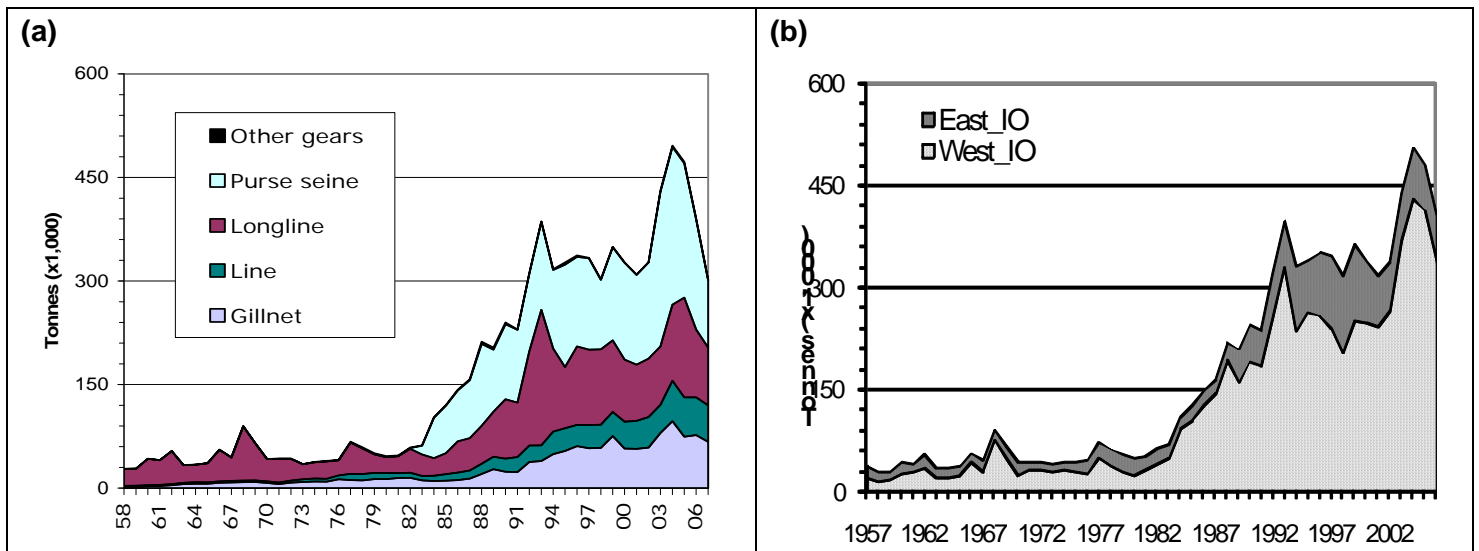 (a)
600
450
300
150
0
Tonnes (x1,000)
Other gears
Purse seine
Longline
Line
Gillnet
58 61 64 67 70 73 76 79 82 85 88 91 94 97 00 03 06
(b)
600
450
300
150
0
Tonnes (x1000)
East_IO
West_IO
1957 1962 1967 1972 1977 1982 1987 1992 1997 2002